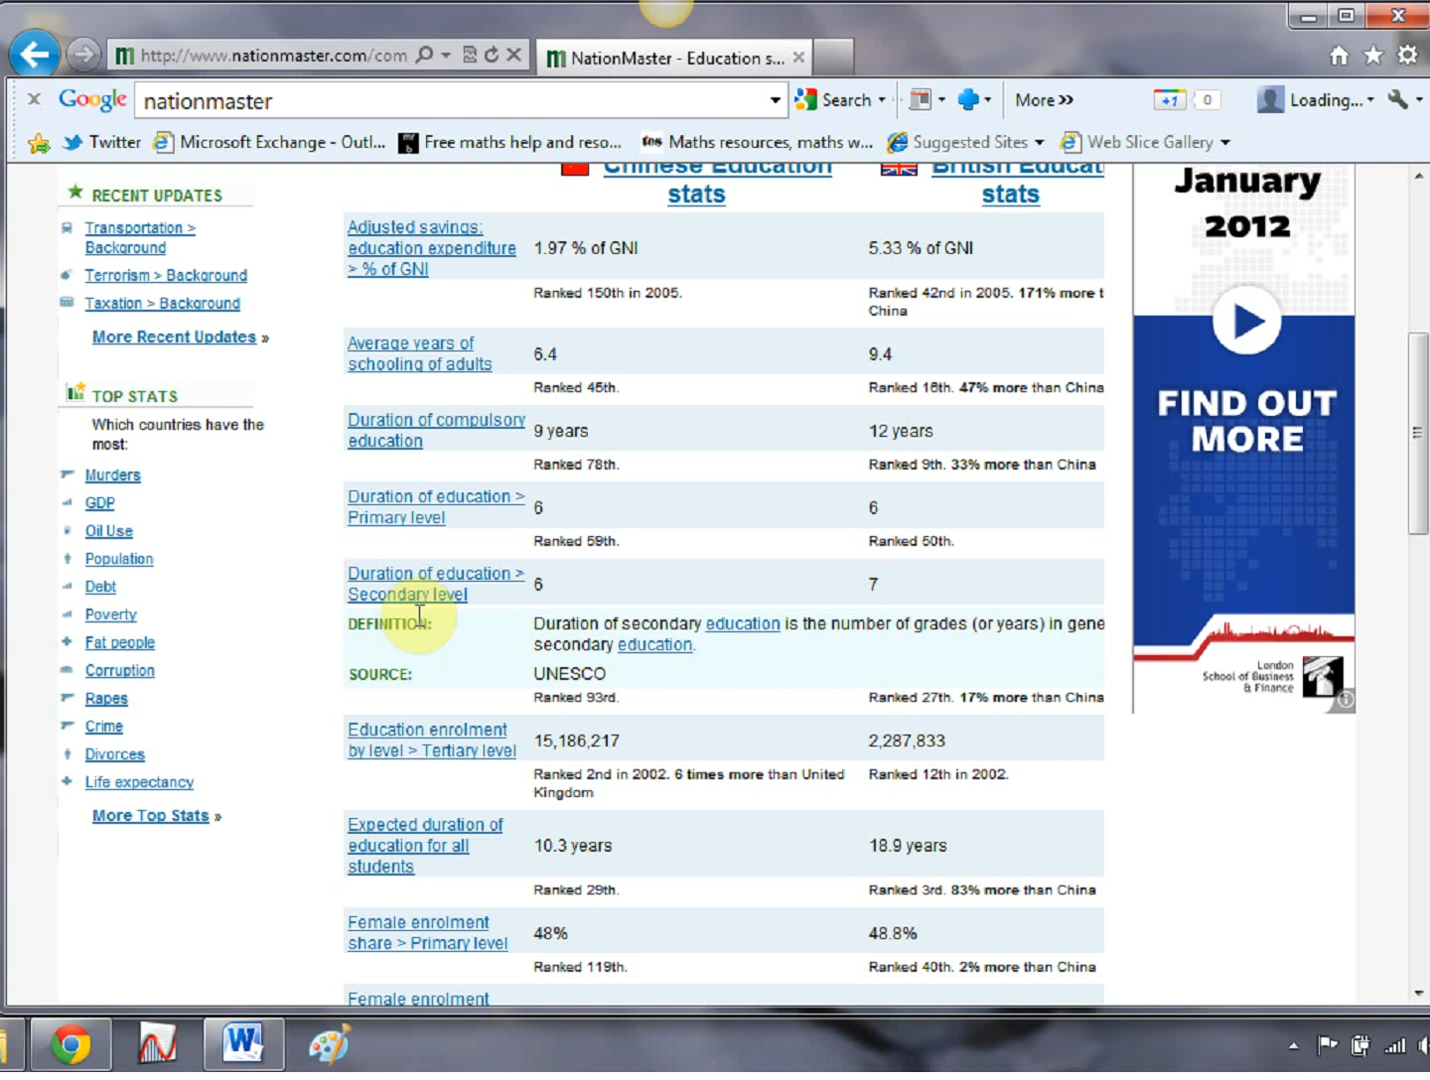 http://www.nationmaster.com/com
NationMaster - Education s...
Google
nationmaster
Search
More »
+1
0
Loading...
Twitter
Microsoft Exchange - Outl...
Free maths help and reso...
tes
Maths resources, maths w...
Suggested Sites
Web Slice Gallery
RECENT UPDATES
Transportation >
Background
Terrorism > Background
Taxation > Background
More Recent Updates »
TOP STATS
Which countries have the
most:
Murders
GDP
Oil Use
Population
Debt
Poverty
Fat people
Corruption
Rapes
Crime
Divorces
Life expectancy
More Top Stats »
Chinese Education
stats
British Educat
stats
Adjusted savings:
education expenditure
> % of GNI
1.97 % of GNI
5.33 % of GNI
Ranked 150th in 2005.
Ranked 42nd in 2005. 171% more t
China
Average years of
schooling of adults
6.4
9.4
Ranked 45th.
Ranked 16th. 47% more than China
Duration of compulsory
education
9 years
12 years
Ranked 78th.
Ranked 9th. 33% more than China
Duration of education >
Primary level
6
6
Ranked 59th.
Ranked 50th.
Duration of education >
Secondary level
6
7
DEFINITION:
Duration of secondary education is the number of grades (or years) in gene
secondary education.
SOURCE:
UNESCO
Ranked 93rd.
Ranked 27th. 17% more than China
Education enrolment
by level > Tertiary level
15,186,217
2,287,833
Ranked 2nd in 2002. 6 times more than United
Kingdom
Ranked 12th in 2002.
Expected duration of
education for all
students
10.3 years
18.9 years
Ranked 29th.
Ranked 3rd. 83% more than China
Female enrolment
share > Primary level
48%
48.8%
Ranked 119th.
Ranked 40th. 2% more than China
Female enrolment
January
2012
FIND OUT
MORE
London
School of Business
& Finance